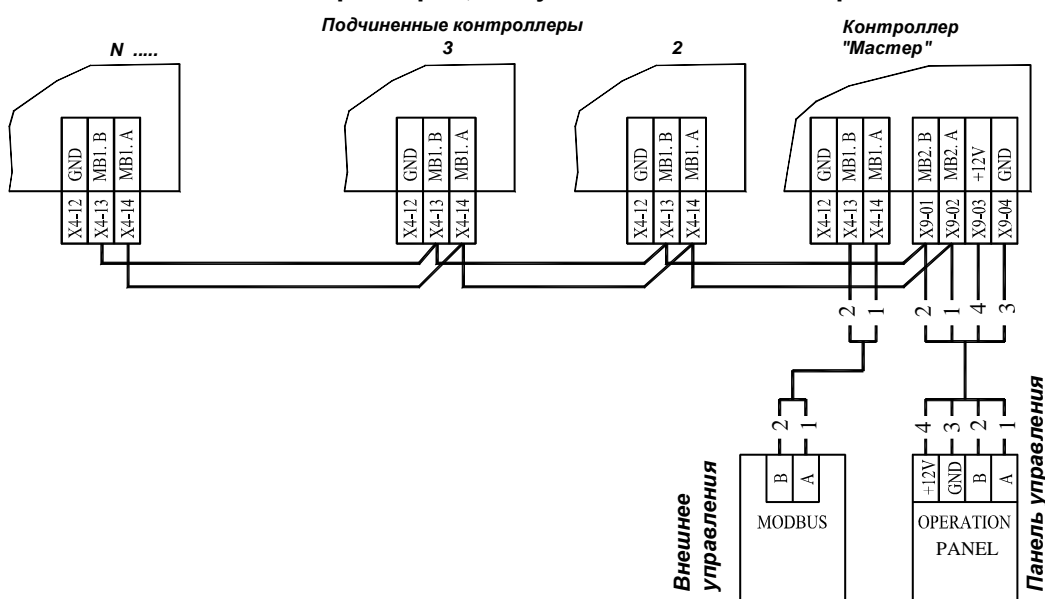 Подчиненные контроллеры
Контроллер
"Мастер"
N .....
3
2
GND
MB1. B
MB1. A
X4-12
X4-13
X4-14
GND
MB1. B
MB1. A
X4-12
X4-13
X4-14
GND
MB1. B
MB1. A
X4-12
X4-13
X4-14
GND
MB1. B
MB1. A
X4-12
X4-13
X4-14
MB2. B
MB2. A
+12V
GND
X9-01
X9-02
X9-03
X9-04
2
1
2
1
4
3
2
1
4
3
2
1
B
A
MODBUS
+12V
GND
B
A
OPERATION
PANEL
Внешнее
управления
Панель управления